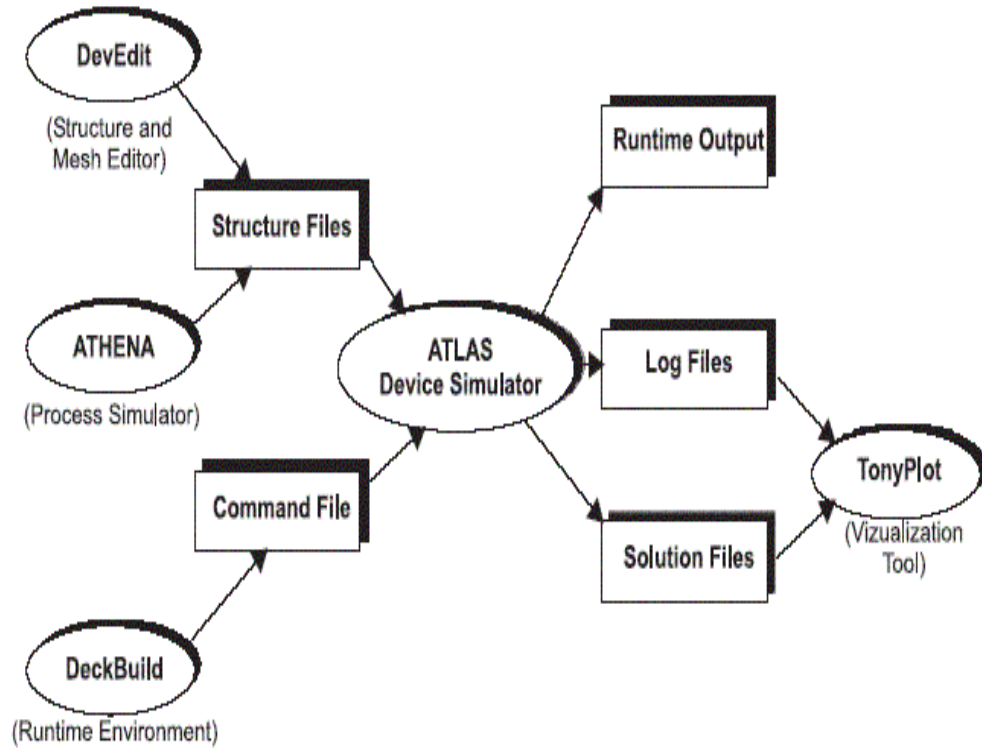 DevEdit
(Structure and
Mesh Editor)
Structure Files
ATHENA
(Process Simulator)
Command File
DeckBuild
(Runtime Environment)
ATLAS
Device Simulator
Runtime Output
Log Files
Solution Files
TonyPlot
(Vizualization
Tool)